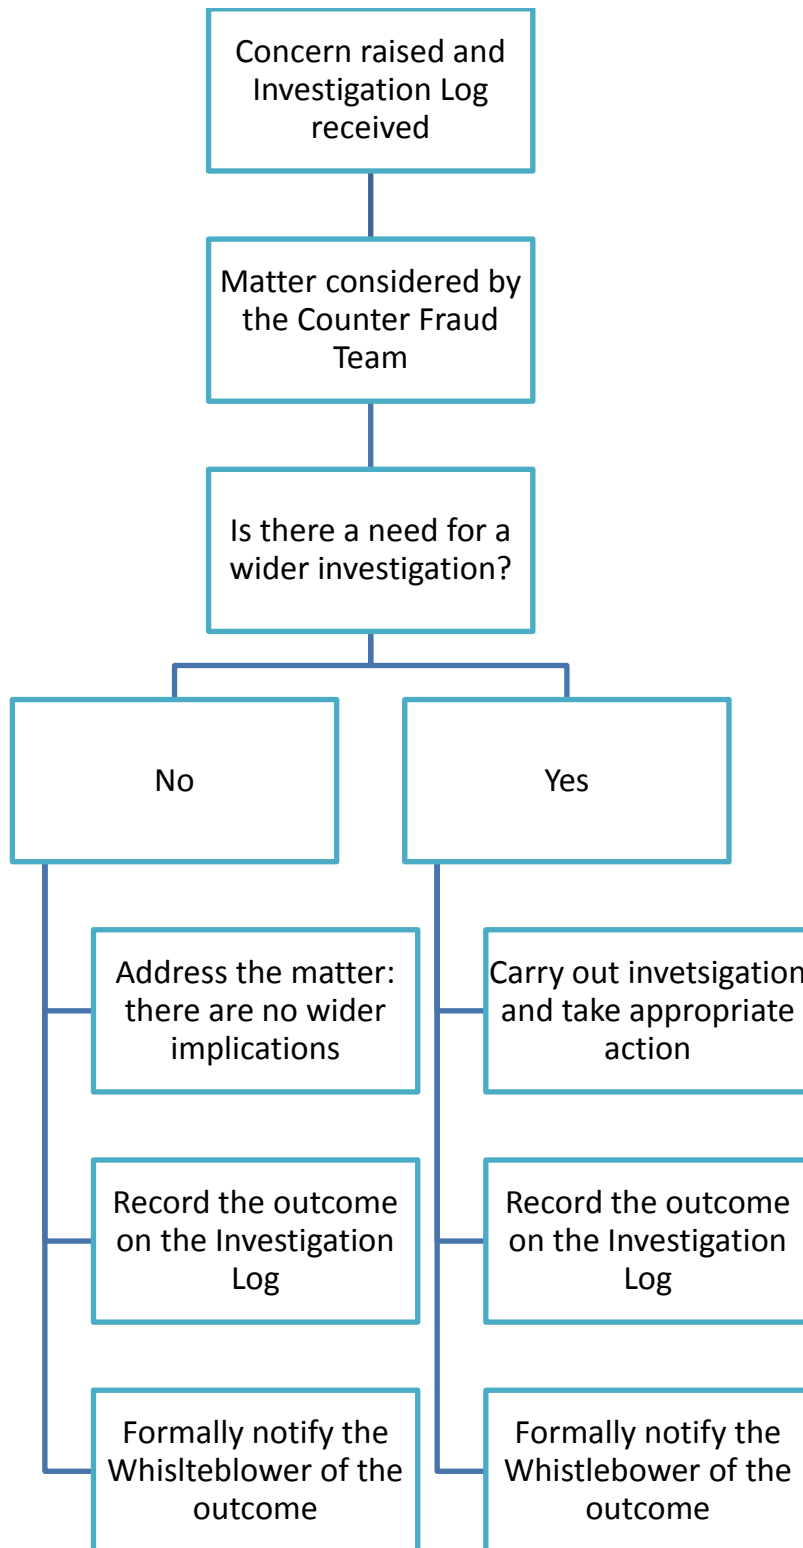 Concern raised and
Investigation Log
received
Matter considered by
the Counter Fraud
Team
Is there a need for a
wider investigation?
No
Address the matter:
there are no wider
implications
Record the outcome
on the Investigation
Log
Formally notify the
Whislteblower of the
outcome
Yes
Carry out invetsigation
and take appropriate
action
Record the outcome
on the Investigation
Log
Formally notify the
Whistlebower of the
outcome